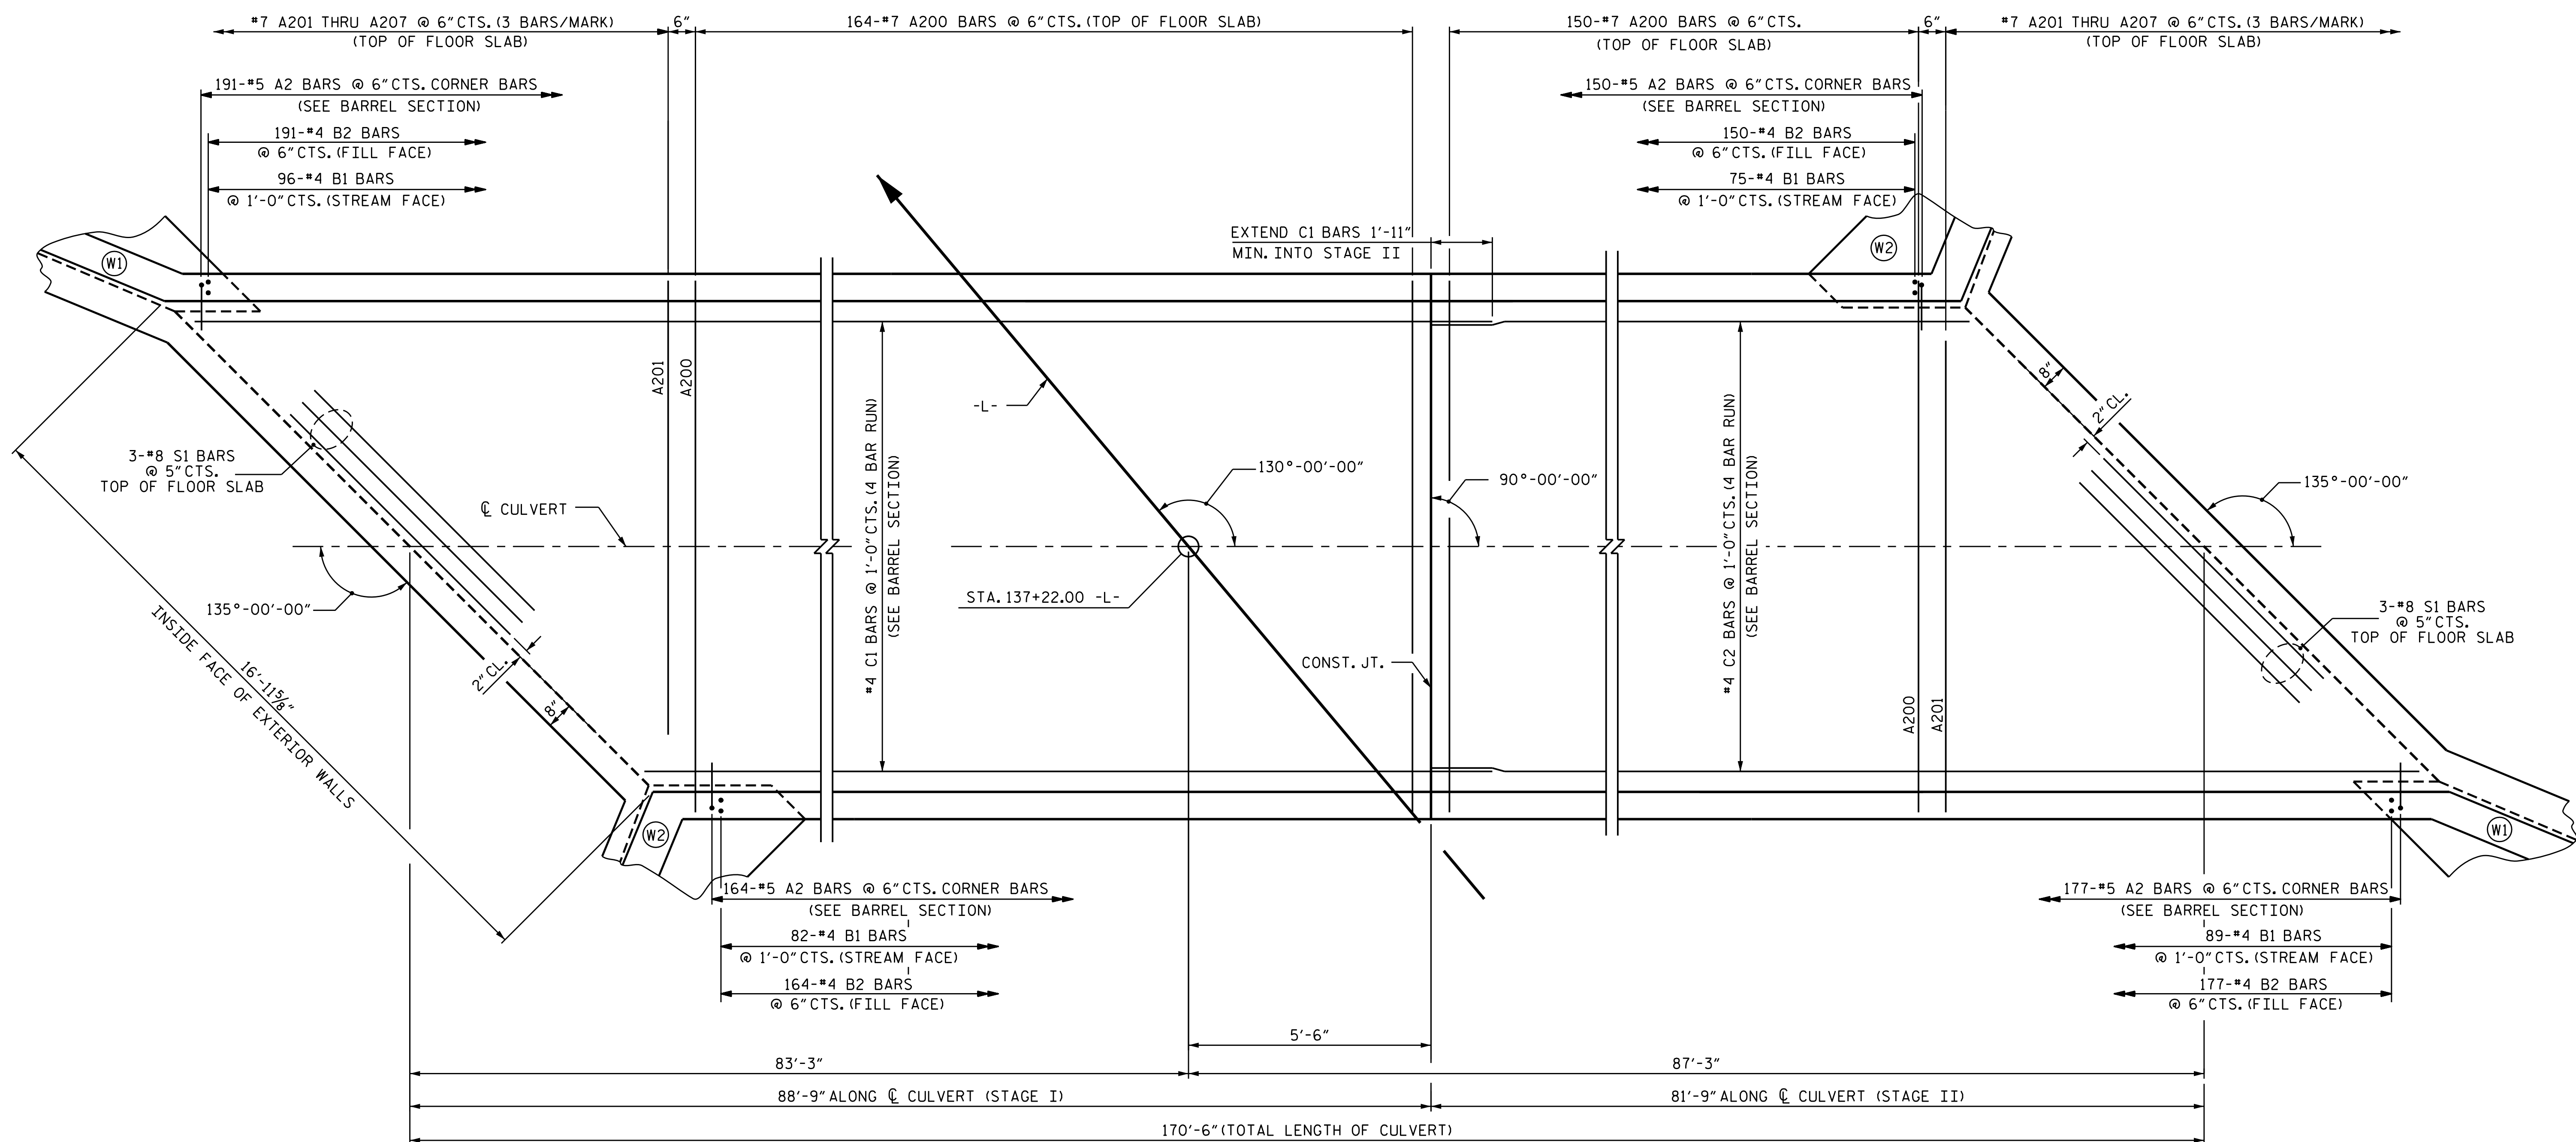 #7 A201 THRU A207 @ 6" CTS. (3 BARS/MARK)
(TOP OF FLOOR SLAB)
6"
164-#7 A200 BARS @ 6" CTS. (TOP OF FLOOR SLAB)
150-#7 A200 BARS @ 6" CTS.
(TOP OF FLOOR SLAB)
6"
#7 A201 THRU A207 @ 6" CTS. (3 BARS/MARK)
(TOP OF FLOOR SLAB)
191-#5 A2 BARS @ 6" CTS. CORNER BARS
(SEE BARREL SECTION)
191-#4 B2 BARS
@ 6" CTS. (FILL FACE)
96-#4 B1 BARS
@ 1'-0" CTS. (STREAM FACE)
150-#5 A2 BARS @ 6" CTS. CORNER BARS
(SEE BARREL SECTION)
150-#4 B2 BARS
@ 6" CTS. (FILL FACE)
75-#4 B1 BARS
@ 1'-0" CTS. (STREAM FACE)
EXTEND C1 BARS 1'-11"
MIN. INTO STAGE II
W1
W2
A201
A200
-L-
#4 C1 BARS @ 1'-0" CTS. (4 BAR RUN)
(SEE BARREL SECTION)
130°-00'-00"
90°-00'-00"
#4 C2 BARS @ 1'-0" CTS. (4 BAR RUN)
(SEE BARREL SECTION)
8"
2" CL.
135°-00'-00"
3-#8 S1 BARS
@ 5" CTS.
TOP OF FLOOR SLAB
℄ CULVERT
STA. 137+22.00 -L-
135°-00'-00"
CONST. JT.
3-#8 S1 BARS
@ 5" CTS.
TOP OF FLOOR SLAB
16'-11⅝"
INSIDE FACE OF EXTERIOR WALLS
2" CL.
8"
A200
A201
W2
W1
164-#5 A2 BARS @ 6" CTS. CORNER BARS
(SEE BARREL SECTION)
82-#4 B1 BARS
@ 1'-0" CTS. (STREAM FACE)
164-#4 B2 BARS
@ 6" CTS. (FILL FACE)
177-#5 A2 BARS @ 6" CTS. CORNER BARS
(SEE BARREL SECTION)
89-#4 B1 BARS
@ 1'-0" CTS. (STREAM FACE)
177-#4 B2 BARS
@ 6" CTS. (FILL FACE)
5'-6"
83'-3"
87'-3"
88'-9" ALONG ℄ CULVERT (STAGE I)
81'-9" ALONG ℄ CULVERT (STAGE II)
170'-6" (TOTAL LENGTH OF CULVERT)